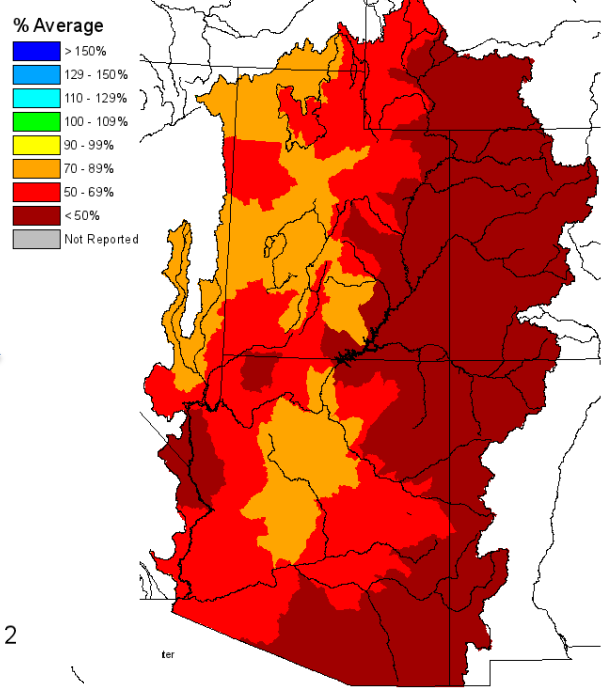 % Average
> 150%
129 - 150%
110 - 129%
100 - 109%
90 - 99%
70 - 89%
50 - 69%
< 50%
Not Reported
2
ter